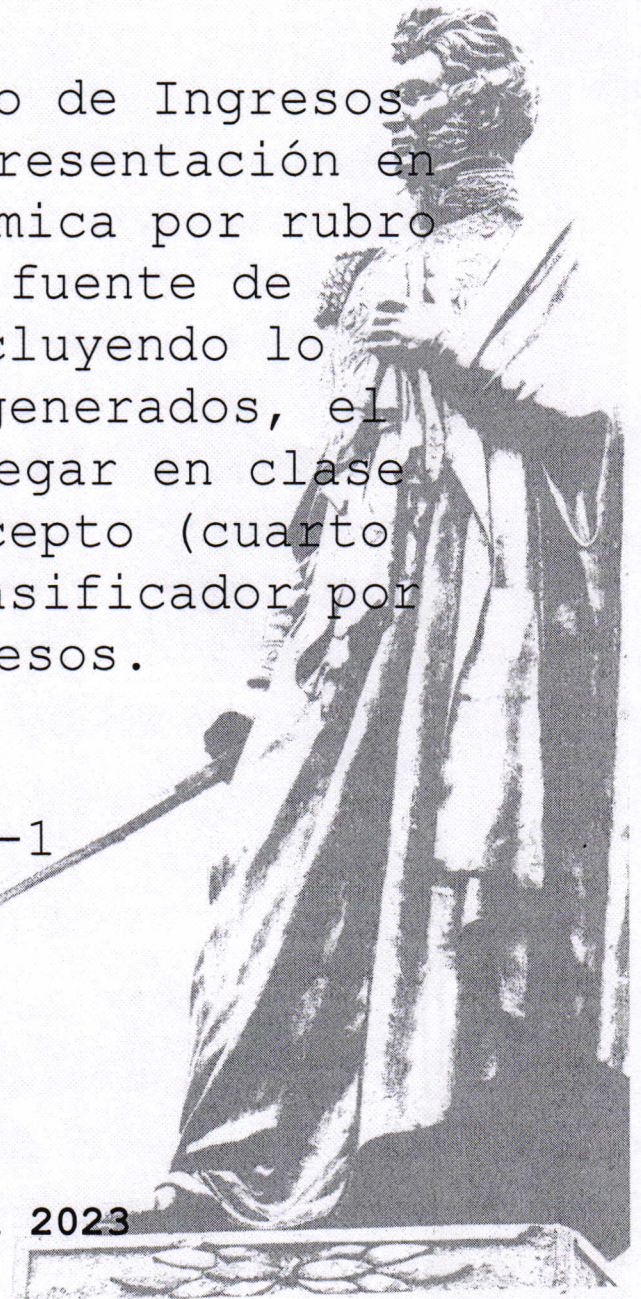 o de Ingresos
resentación en
mica por rubro
fuente de
cluyendo lo
generados, el
egar en clase
cepto (cuarto
sificador por
esos.
-1
2023